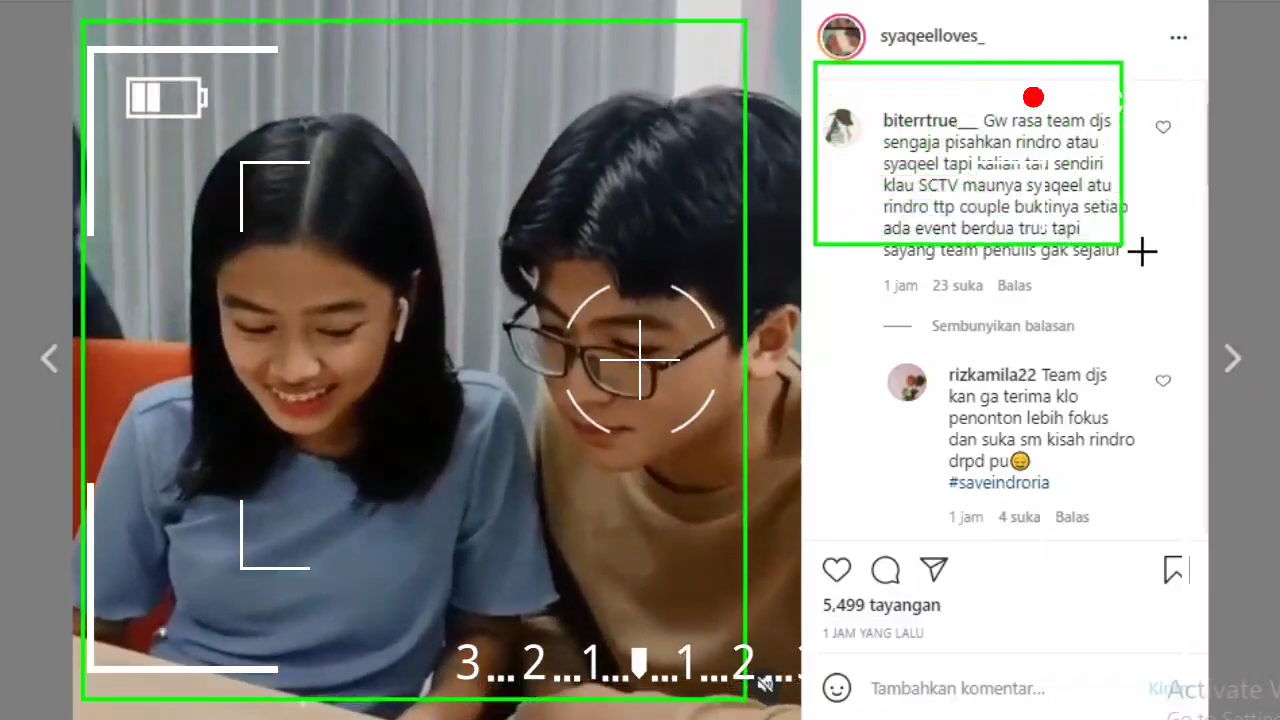 syaqeelloves_
biterrtrue__ Gw rasa team djs
sengaja pisahkan rindro atau
syaqeel tapi kalian tau sendiri
klau SCTV maunya syaqeel atu
rindro ttp couple buktinya setiap
ada event berdua trus tapi
sayang team penulis gak sejalur
1 jam 23 suka Balas
Sembunyikan balasan
rizkamila22 Team djs
kan ga terima klo
penonton lebih fokus
dan suka sm kisah rindro
drpd pu😔
#saveindroria
1 jam 4 suka Balas
5,499 tayangan
1 JAM YANG LALU
Tambahkan komentar...
Activate
3...2...1...1...2...